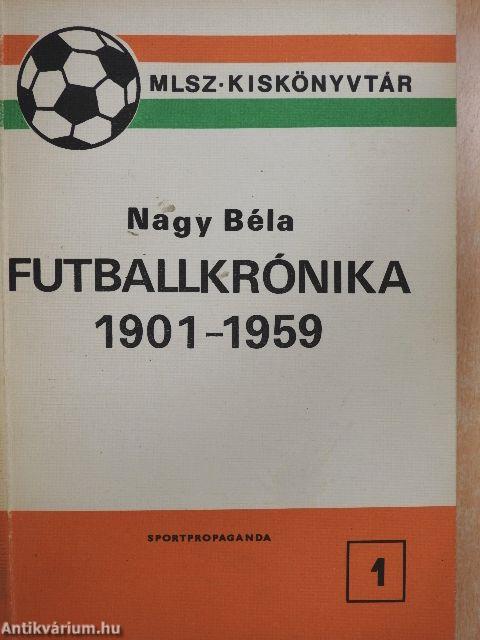 MLSZ·KISKÖNYVTÁR
Nagy Béla
FUTBALLKRÓNIKA
1901-1959
SPORTPROPAGANDA
1
Antikvárium.hu